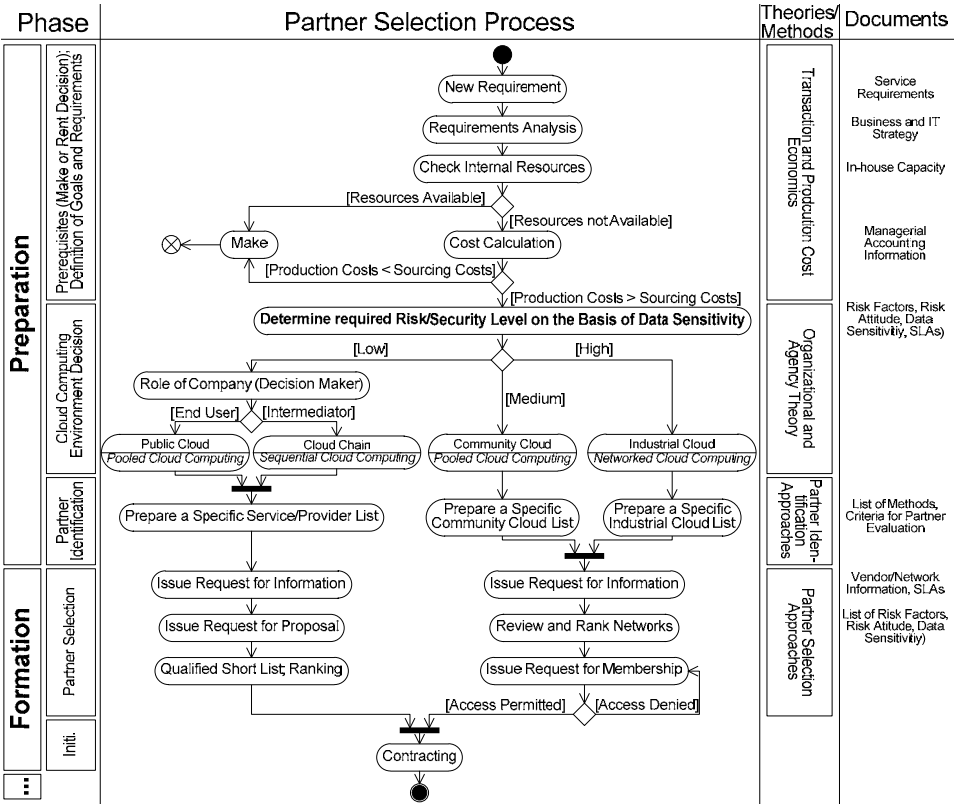 Phase
Partner Selection Process
Theories/
Methods
Documents
Preparation
Prerequisites (Make or Rent Decision);
Definition of Goals and Requirements
New Requirement
Requirements Analysis
Check Internal Resources
[Resources Available]
[Resources not Available]
Make
Cost Calculation
[Production Costs < Sourcing Costs]
[Production Costs > Sourcing Costs]
Transaction and Prodcution Cost
Economics
Service
Requirements
Business and IT
Strategy
In-house Capacity
Managerial
Accounting
Information
Cloud Computing
Environment Decision
Determine required Risk/Security Level on the Basis of Data Sensitivity
[Low]
[High]
[Medium]
Role of Company (Decision Maker)
[End User]
[Intermediator]
Public Cloud
Pooled Cloud Computing
Cloud Chain
Sequential Cloud Computing
Community Cloud
Pooled Cloud Computing
Industrial Cloud
Networked Cloud Computing
Organizational and
Agency Theory
Risk Factors, Risk
Attitude, Data
Sensitivitiy, SLAs)
Partner
Identification
Prepare a Specific Service/Provider List
Prepare a Specific
Community Cloud List
Prepare a Specific
Industrial Cloud List
Partner Iden-
tification
Approaches
List of Methods,
Criteria for Partner
Evaluation
Formation
Partner Selection
Issue Request for Information
Issue Request for Proposal
Qualified Short List; Ranking
Issue Request for Information
Review and Rank Networks
Issue Request for Membership
[Access Permitted]
[Access Denied]
Partner Selection
Approaches
Vendor/Network
Information, SLAs
List of Risk Factors,
Risk Atitude, Data
Sensitivitiy)
Initi.
Contracting
...